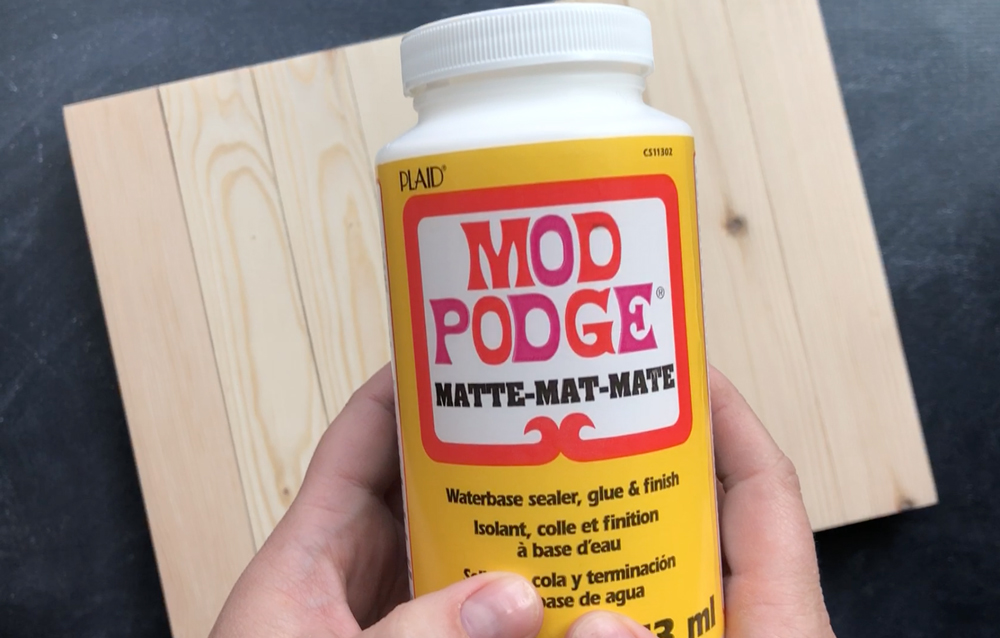 PLAID®
CS11302
MOD
PODGE®
MATTE-MAT-MATE
Waterbase sealer, glue & finish
Isolant, colle et finition
à base d'eau
cola y terminación
base de agua
ml